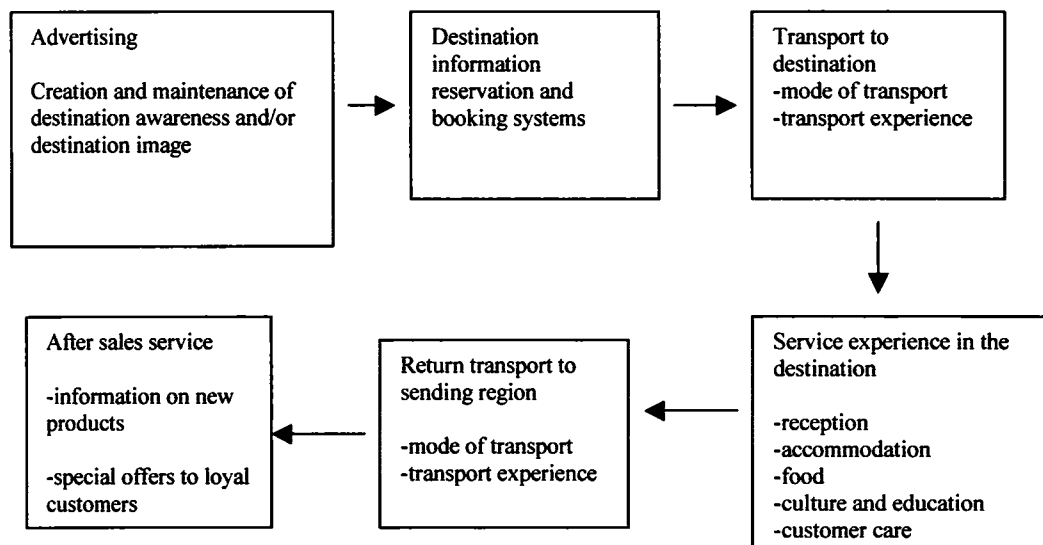 Advertising
Creation and maintenance of
destination awareness and/or
destination image
Destination
information
reservation and
booking systems
Transport to
destination
-mode of transport
-transport experience
Service experience in the
destination
-reception
-accommodation
-food
-culture and education
-customer care
Return transport to
sending region
-mode of transport
-transport experience
After sales service
-information on new
products
-special offers to loyal
customers